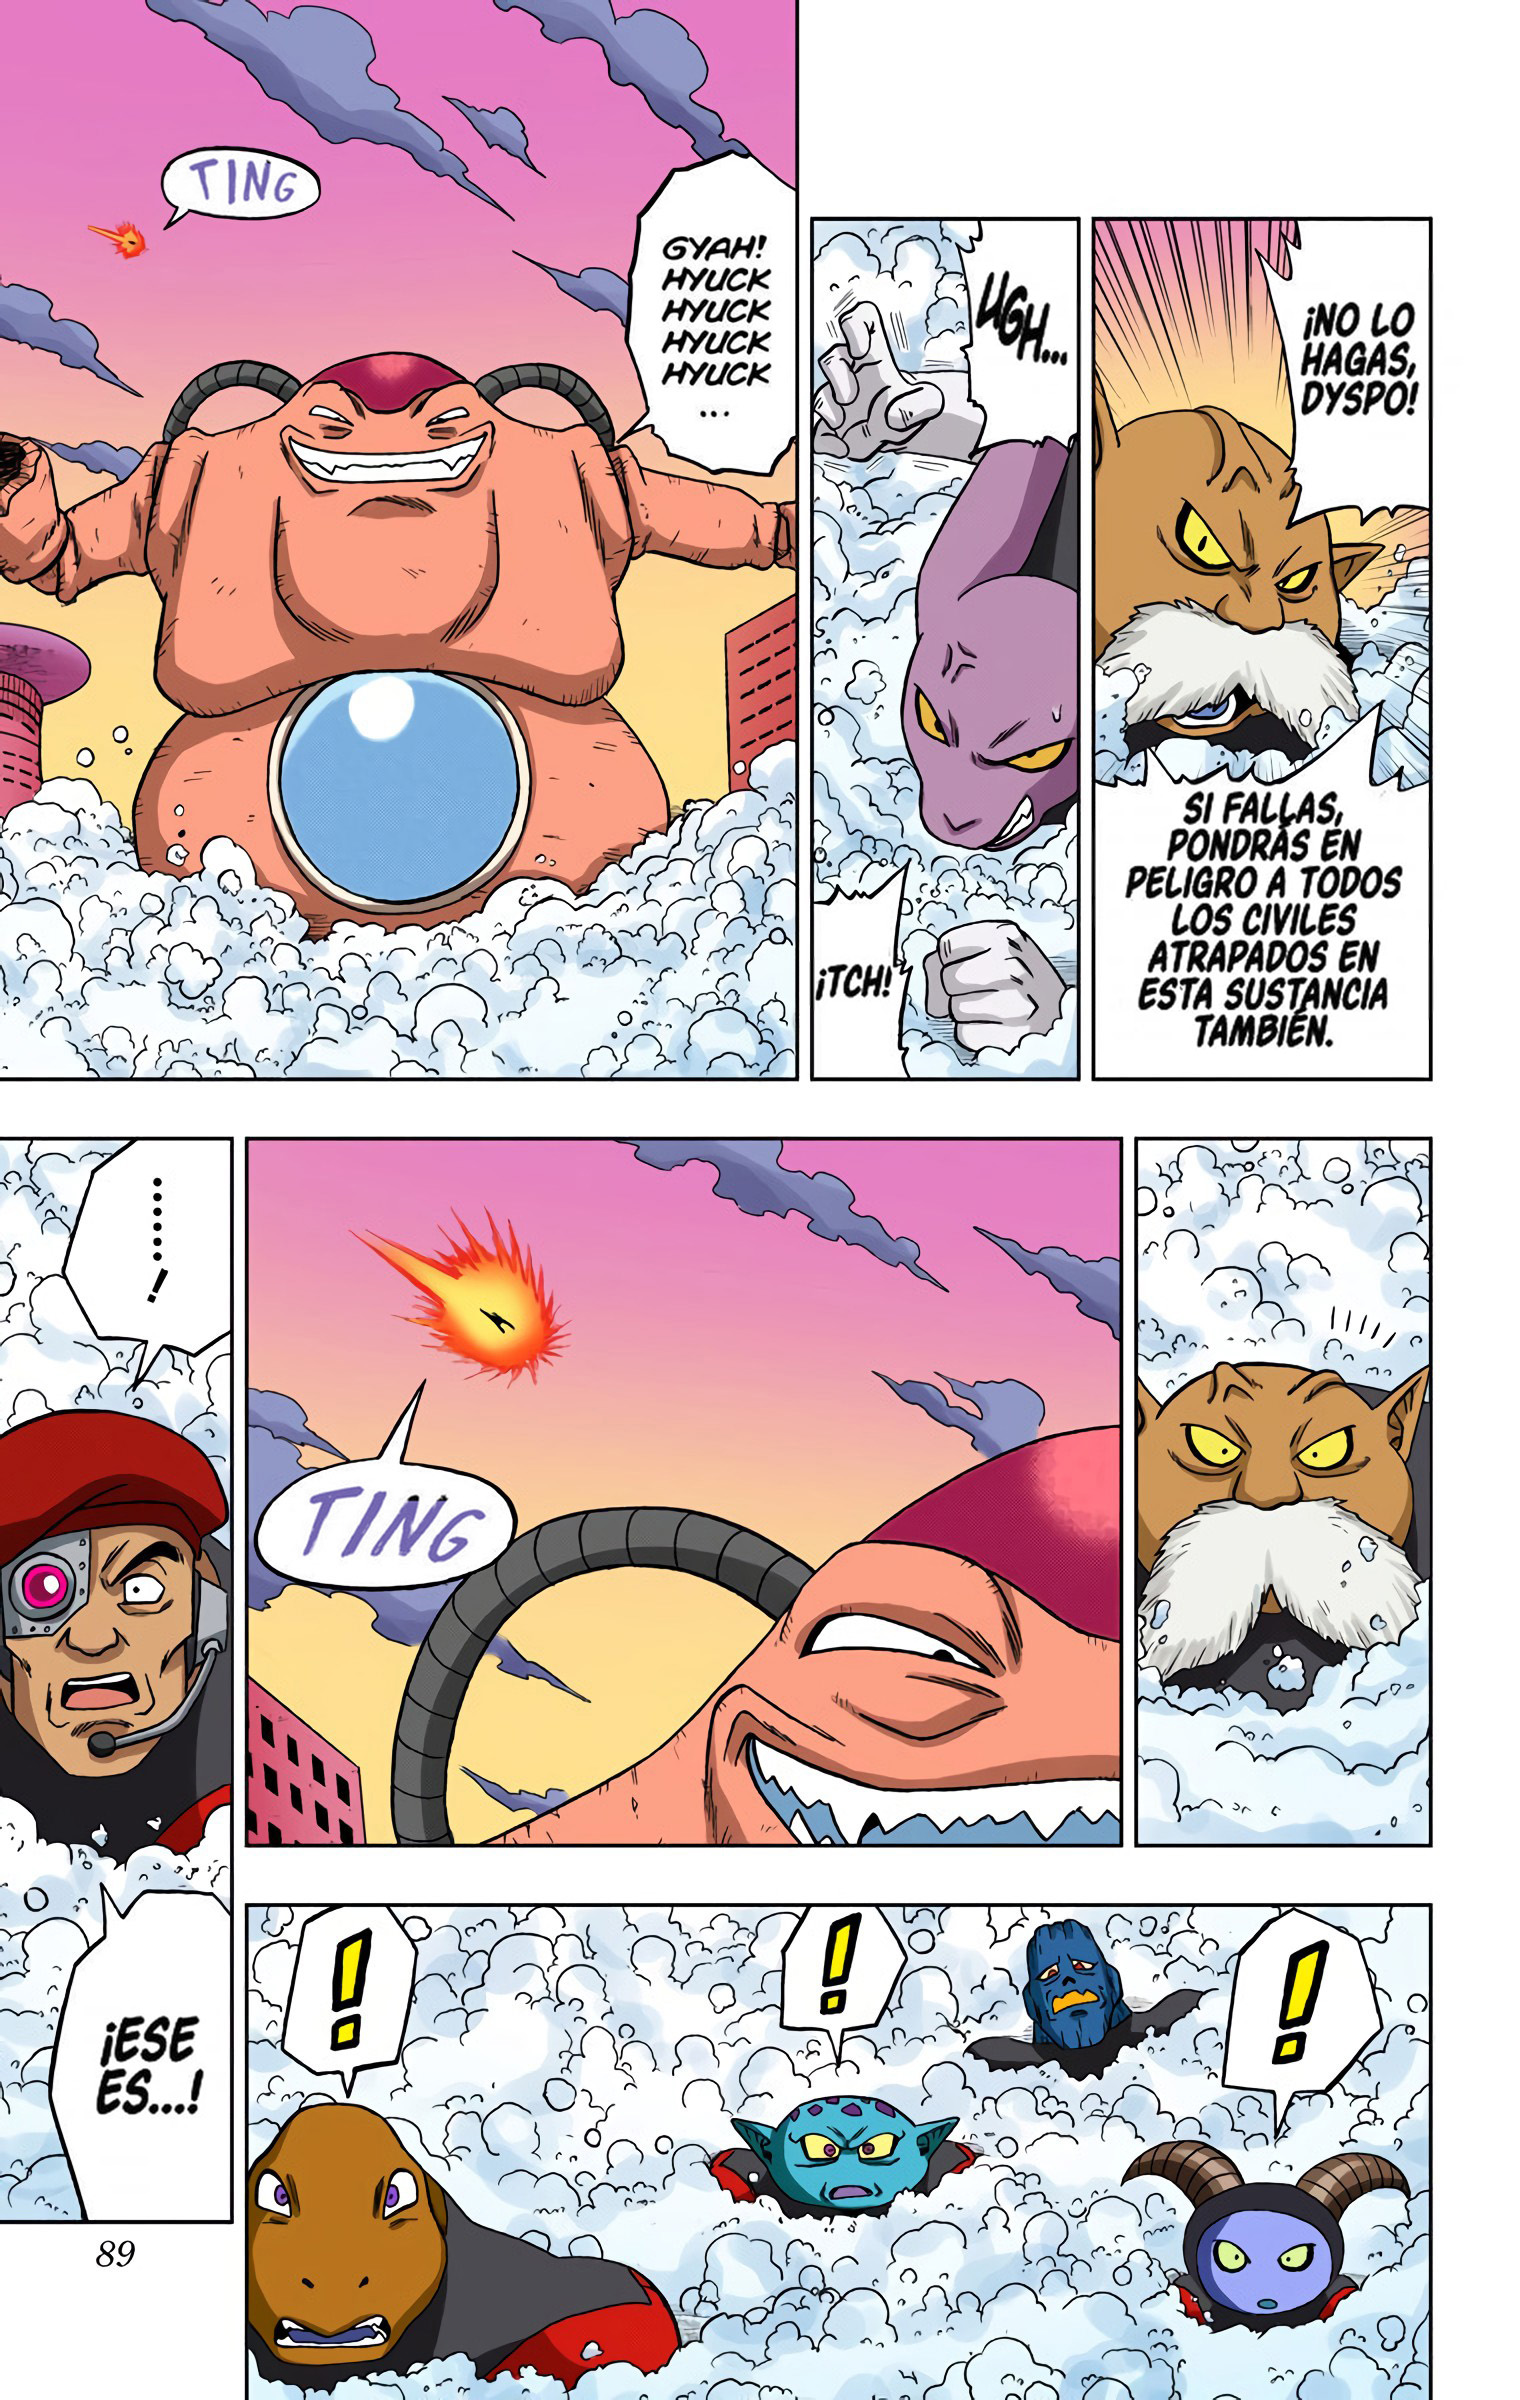 ¡NO LO
HAGAS,
DYSPO!
SI FALLAS,
PONDRÁS EN
PELIGRO A TODOS
LOS CIVILES
ATRAPADOS EN
ESTA SUSTANCIA
TAMBIÉN.
UGH...
¡TCH!
GYAH!
HYUCK
HYUCK
HYUCK
HYUCK
...
TING
TING
.......!
!
!
!
¡ESE
ES...!
89